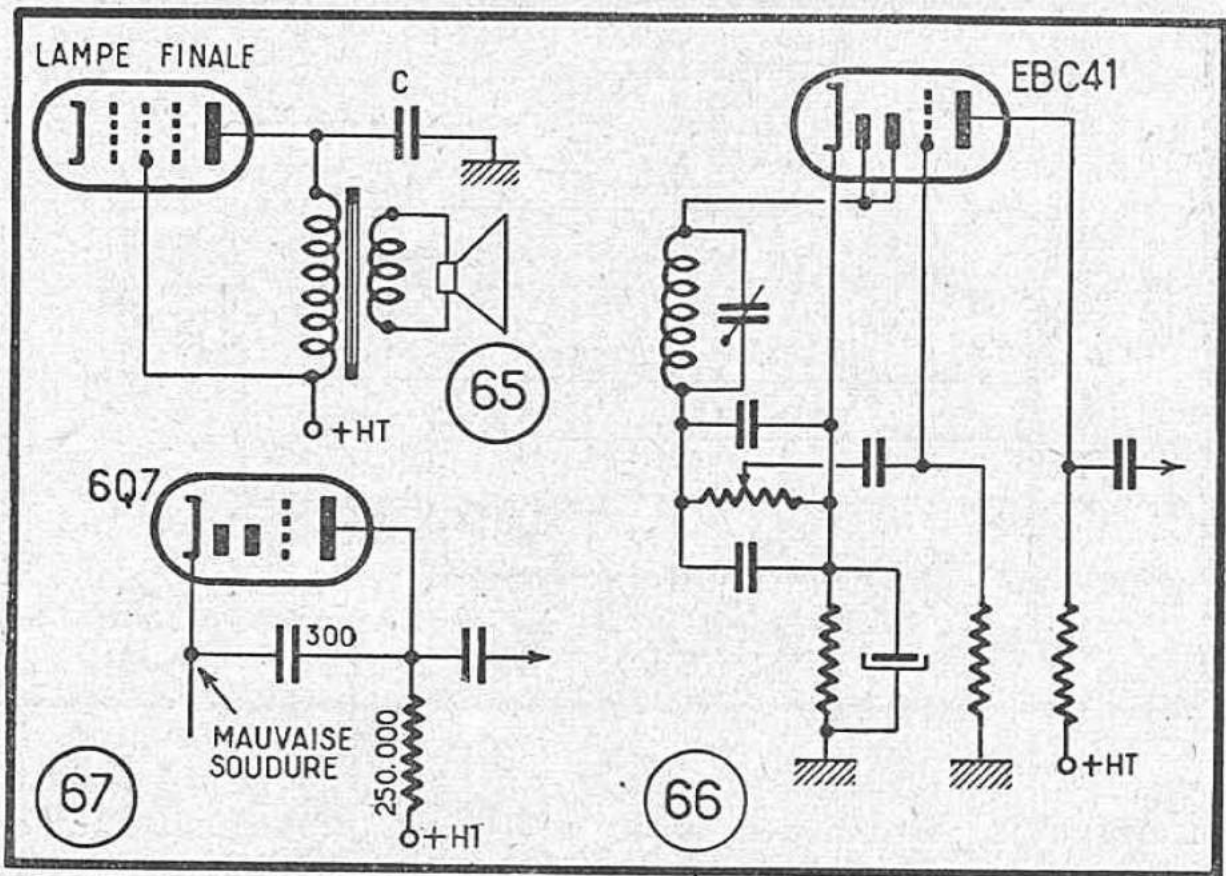 LAMPE FINALE
C
65
+HT
EBC41
66
+HT
6Q7
300
MAUVAISE
SOUDURE
250.000
67
+HT